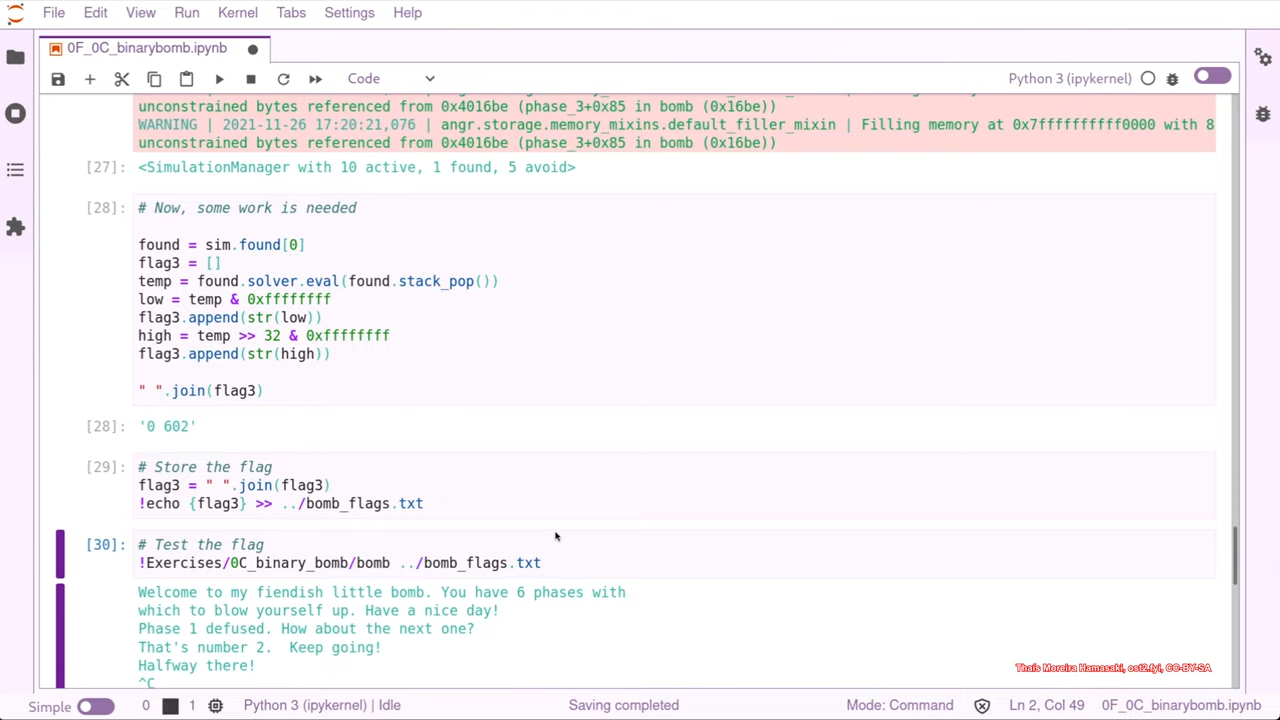 File Edit View Run Kernel Tabs Settings Help
0F_0C_binarybomb.ipynb
Code
Python 3 (ipykernel)
unconstrained bytes referenced from 0x4016be (phase_3+0x85 in bomb (0x16be))
WARNING | 2021-11-26 17:20:21,076 | angr.storage.memory_mixins.default_filler_mixin | Filling memory at 0x7fffffffff0000 with 8
unconstrained bytes referenced from 0x4016be (phase_3+0x85 in bomb (0x16be))
[27]: <SimulationManager with 10 active, 1 found, 5 avoid>
[28]: # Now, some work is needed
found = sim.found[0]
flag3 = []
temp = found.solver.eval(found.stack_pop())
low = temp & 0xffffffff
flag3.append(str(low))
high = temp >> 32 & 0xffffffff
flag3.append(str(high))
" ".join(flag3)
[28]: '0 602'
[29]: # Store the flag
flag3 = " ".join(flag3)
!echo {flag3} >> ../bomb_flags.txt
[30]: # Test the flag
!Exercises/0C_binary_bomb/bomb ../bomb_flags.txt
Welcome to my fiendish little bomb. You have 6 phases with
which to blow yourself up. Have a nice day!
Phase 1 defused. How about the next one?
That's number 2.  Keep going!
Halfway there!
^C
Thais Moreira Hamasaki, ost2.fyi, CC-BY-SA
Simple 0 1 Python 3 (ipykernel) | Idle Saving completed Mode: Command Ln 2, Col 49 0F_0C_binarybomb.ipynb